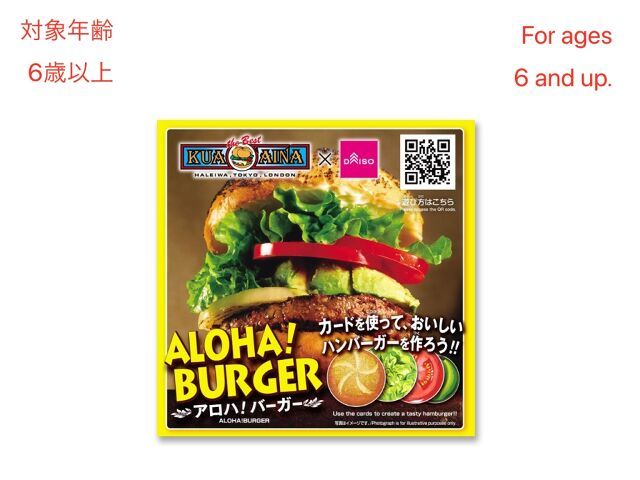 対象年齢
6歳以上
For ages
6 and up.
the Best
KUA AINA
HALEIWA, TOKYO, LONDON
×
DAISO
遊び方はこちら
Please access the QR code.
カードを使って、おいしい
ハンバーガーを作ろう!!
ALOHA!
BURGER
アロハ!バーガー
ALOHA!BURGER
Use the cards to create a tasty hamburger!!
写真はイメージです。/Photograph is for illustrative purposes only.